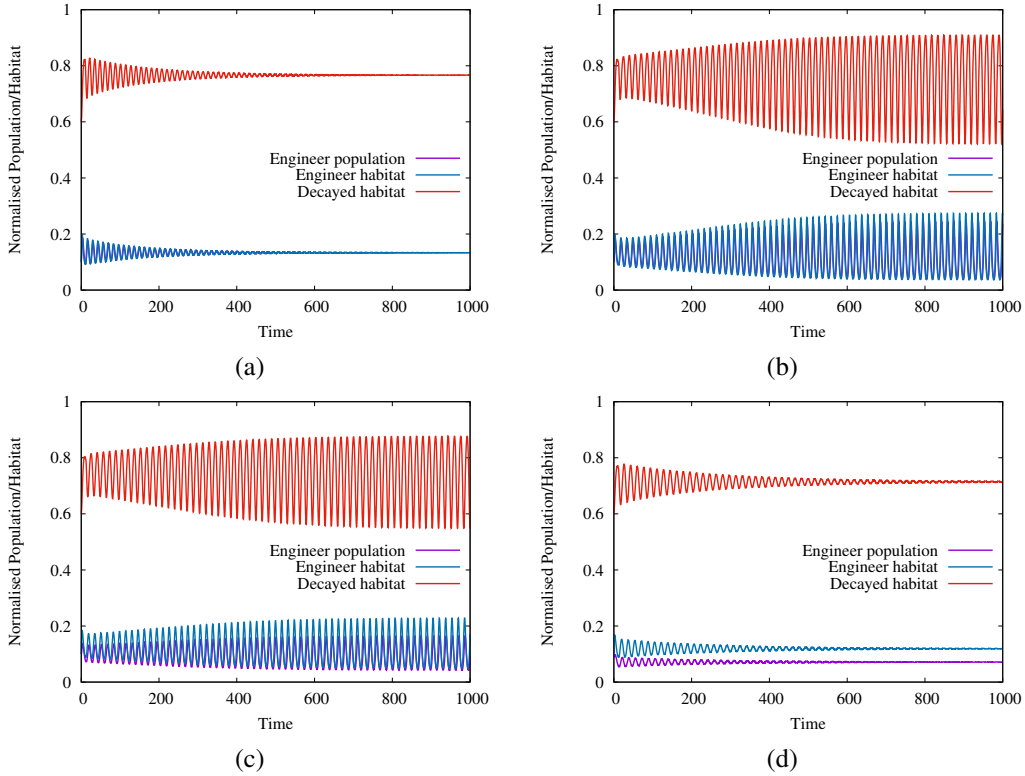 Normalised Population/Habitat
1
0.8
0.6
0.4
0.2
0
Engineer population
Engineer habitat
Decayed habitat
0 200 400 600 800 1000
Time
(a)
Normalised Population/Habitat
1
0.8
0.6
0.4
0.2
0
Engineer population
Engineer habitat
Decayed habitat
0 200 400 600 800 1000
Time
(b)
Normalised Population/Habitat
1
0.8
0.6
0.4
0.2
0
Engineer population
Engineer habitat
Decayed habitat
0 200 400 600 800 1000
Time
(c)
Normalised Population/Habitat
1
0.8
0.6
0.4
0.2
0
Engineer population
Engineer habitat
Decayed habitat
0 200 400 600 800 1000
Time
(d)